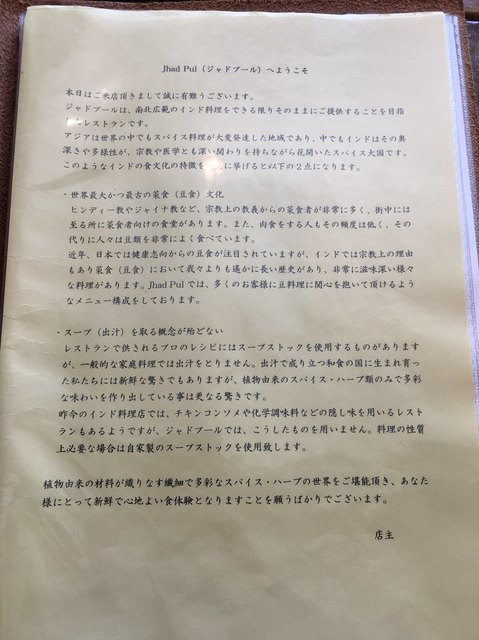 Jhad Pul（ジャドプール）へようこそ
本日はご来店頂きまして誠に有難うございます。
ジャドプールは、南北広範のインド料理をできる限りそのままにご提供することを目指
レストランです。
アジアは世界の中でもスパイス料理が大変発達した地域であり、中でもインドはその奥
深さや多様性が、宗教や医学とも深い関わりを持ちながら花開いたスパイス大国です。
このようなインドの食文化の特徴を に挙げると以下の２点になります。
・世界最大かつ最古の菜食（豆食）文化
ヒンディー教やジャイナ教など、宗教上の教義からの菜食者が非常に多く、街中には
至る所に菜食者向けの食堂があります。また、肉食をする人もその頻度は低く、その
代りに人々は豆類を非常によく食べています。
近年、日本では健康志向からの豆食が注目されていますが、インドでは宗教上の理由
もあり菜食（豆食）において我々よりも遥かに長い歴史があり、非常に滋味深い様々
な料理があります。Jhad Pul では、多くのお客様に豆料理に関心を抱いて頂けるよう
なメニュー構成をしております。
・スープ（出汁）を取る概念が殆どない
レストランで供されるプロのレシピにはスープストックを使用するものがあります
が、一般的な家庭料理では出汁をとりません。出汁で成り立つ和食の国に生まれ育っ
た私たちには新鮮な驚きでもありますが、植物由来のスパイス・ハーブ類のみで多彩
な味わいを作り出している事は更なる驚きです。
昨今のインド料理店では、チキンコンソメや化学調味料などの隠し味を用いるレスト
ランもあるようですが、ジャドプールでは、こうしたものを用いません。料理の性質
上必要な場合は自家製のスープストックを使用致します。
植物由来の材料が織りなす繊細で多彩なスパイス・ハーブの世界をご堪能頂き、あなた
様にとって新鮮で心地よい食体験となりますことを願うばかりでございます。
店主